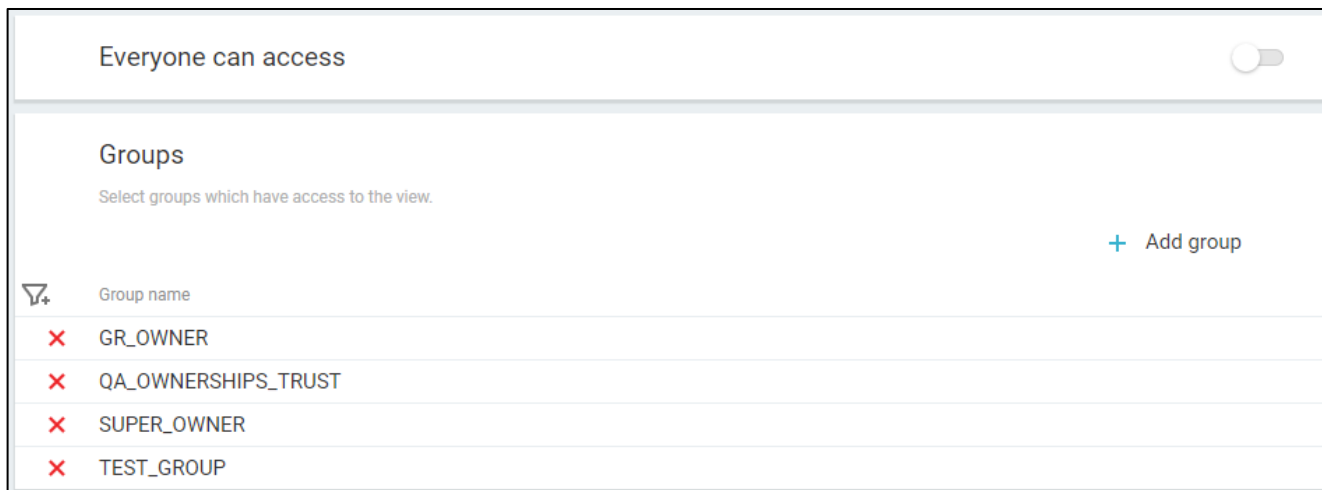 Everyone can access
Groups
Select groups which have access to the view.
+ Add group
Group name
GR_OWNER
QA_OWNERSHIPS_TRUST
SUPER_OWNER
TEST_GROUP